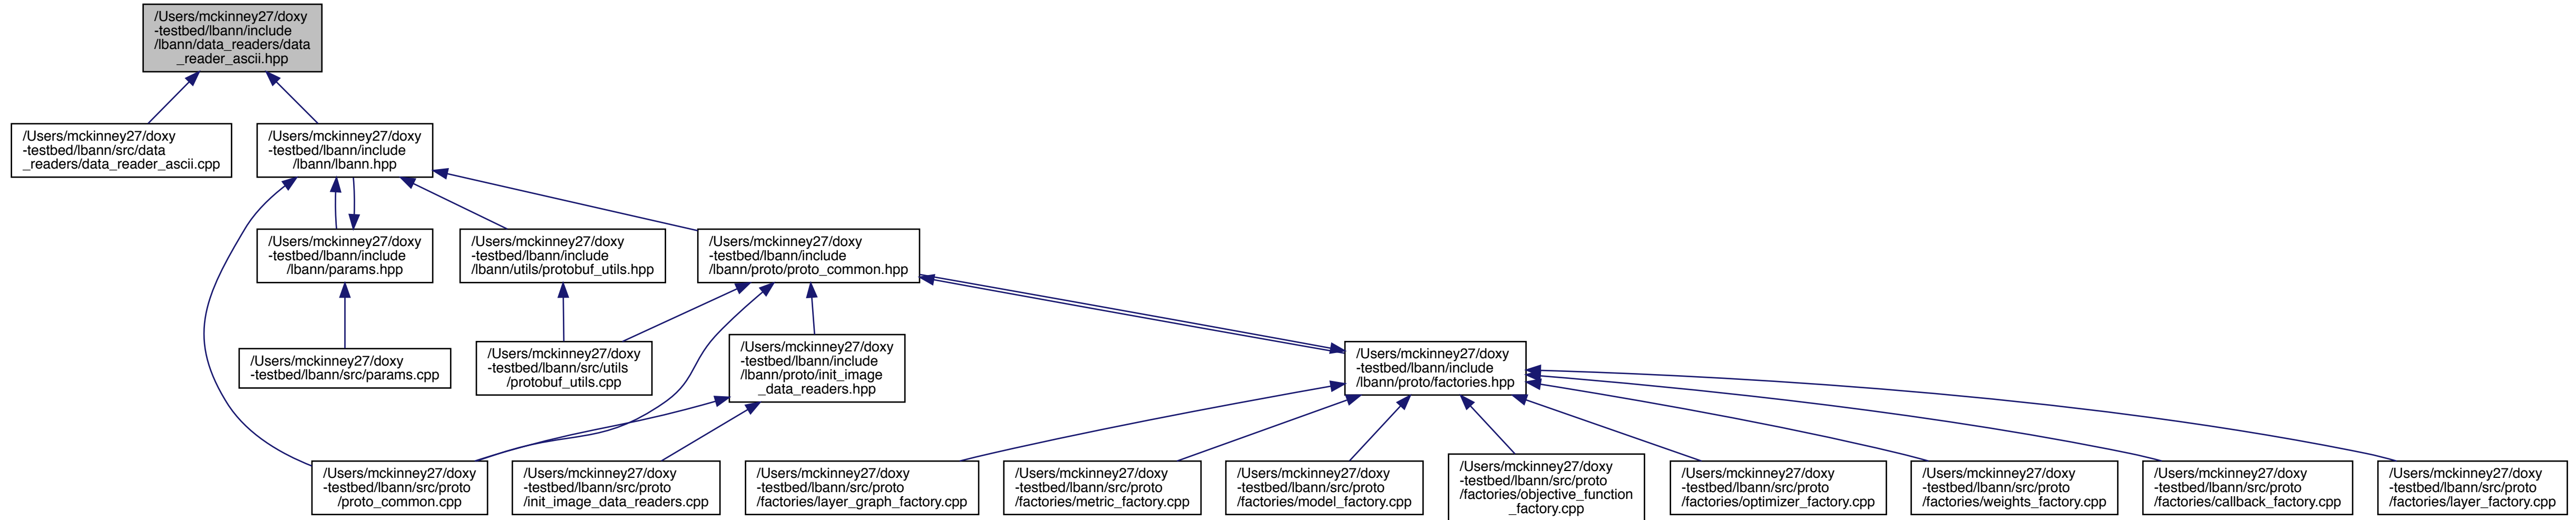 /Users/mckinney27/doxy
-testbed/lbann/include
/lbann/data_readers/data
_reader_ascii.hpp
/Users/mckinney27/doxy
-testbed/lbann/src/data
_readers/data_reader_ascii.cpp
/Users/mckinney27/doxy
-testbed/lbann/include
/lbann/lbann.hpp
/Users/mckinney27/doxy
-testbed/lbann/include
/lbann/params.hpp
/Users/mckinney27/doxy
-testbed/lbann/include
/lbann/utils/protobuf_utils.hpp
/Users/mckinney27/doxy
-testbed/lbann/include
/lbann/proto/proto_common.hpp
/Users/mckinney27/doxy
-testbed/lbann/src/params.cpp
/Users/mckinney27/doxy
-testbed/lbann/src/utils
/protobuf_utils.cpp
/Users/mckinney27/doxy
-testbed/lbann/include
/lbann/proto/init_image
_data_readers.hpp
/Users/mckinney27/doxy
-testbed/lbann/include
/lbann/proto/factories.hpp
/Users/mckinney27/doxy
-testbed/lbann/src/proto
/proto_common.cpp
/Users/mckinney27/doxy
-testbed/lbann/src/proto
/init_image_data_readers.cpp
/Users/mckinney27/doxy
-testbed/lbann/src/proto
/factories/layer_graph_factory.cpp
/Users/mckinney27/doxy
-testbed/lbann/src/proto
/factories/metric_factory.cpp
/Users/mckinney27/doxy
-testbed/lbann/src/proto
/factories/model_factory.cpp
/Users/mckinney27/doxy
-testbed/lbann/src/proto
/factories/objective_function
_factory.cpp
/Users/mckinney27/doxy
-testbed/lbann/src/proto
/factories/optimizer_factory.cpp
/Users/mckinney27/doxy
-testbed/lbann/src/proto
/factories/weights_factory.cpp
/Users/mckinney27/doxy
-testbed/lbann/src/proto
/factories/callback_factory.cpp
/Users/mckinney27/doxy
-testbed/lbann/src/proto
/factories/layer_factory.cpp